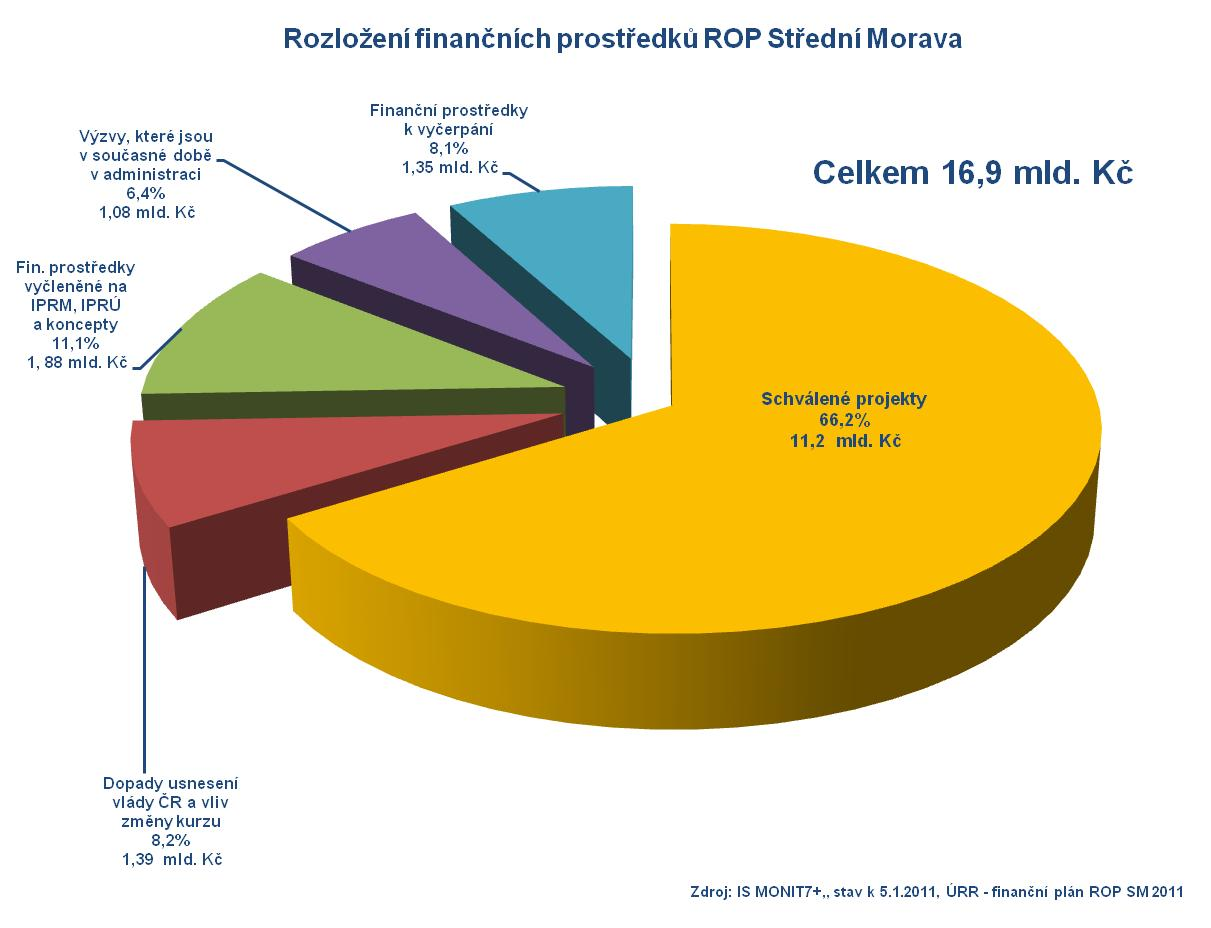 Rozložení finančních prostředků ROP Střední Morava
Finanční prostředky
k vyčerpání
8,1%
1,35 mld. Kč
Výzvy, které jsou
v současné době
v administraci
6,4%
1,08 mld. Kč
Celkem 16,9 mld. Kč
Fin. prostředky
vyčleněné na
IPRM, IPRÚ
a koncepty
11,1%
1, 88 mld. Kč
Schválené projekty
66,2%
11,2 mld. Kč
Dopady usnesení
vlády ČR a vliv
změny kurzu
8,2%
1,39 mld. Kč
Zdroj: IS MONIT7+,, stav k 5.1.2011, ÚRR - finanční plán ROP SM 2011